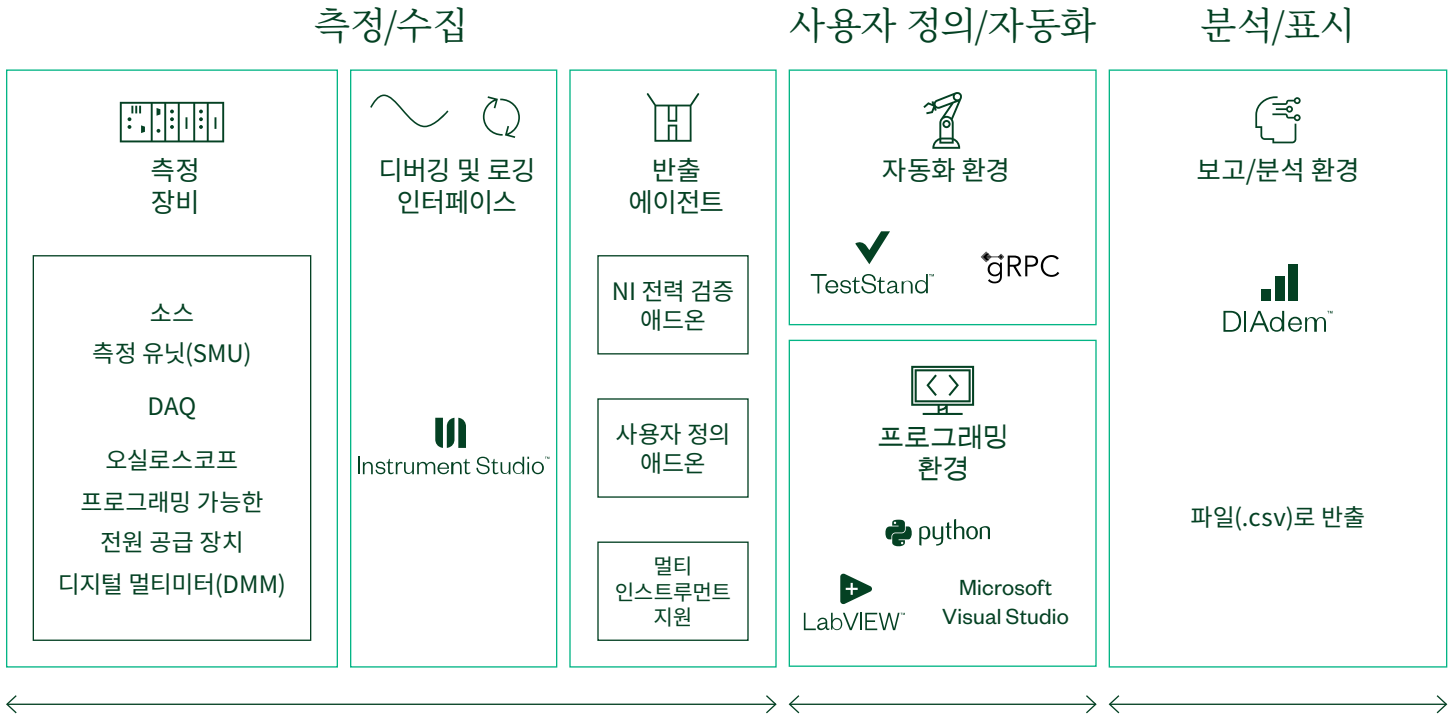 측정/수집
사용자 정의/자동화
분석/표시
측정
장비
소스
측정 유닛(SMU)
DAQ
오실로스코프
프로그래밍 가능한
전원 공급 장치
디지털 멀티미터(DMM)
디버깅 및 로깅
인터페이스
Instrument Studio™
반출
에이전트
NI 전력 검증
애드온
사용자 정의
애드온
멀티
인스트루먼트
지원
자동화 환경
TestStand™
gRPC
프로그래밍
환경
python
LabVIEW™
Microsoft
Visual Studio
보고/분석 환경
DIAdem™
파일(.csv)로 반출